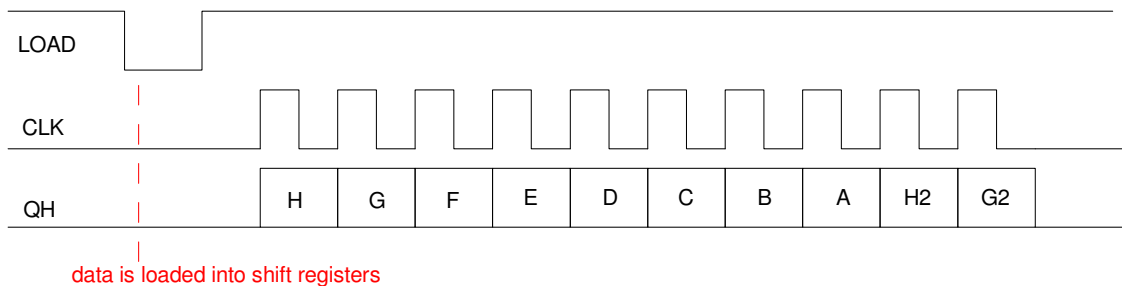 LOAD
CLK
QH H G F E D C B A H2 G2
data is loaded into shift registers